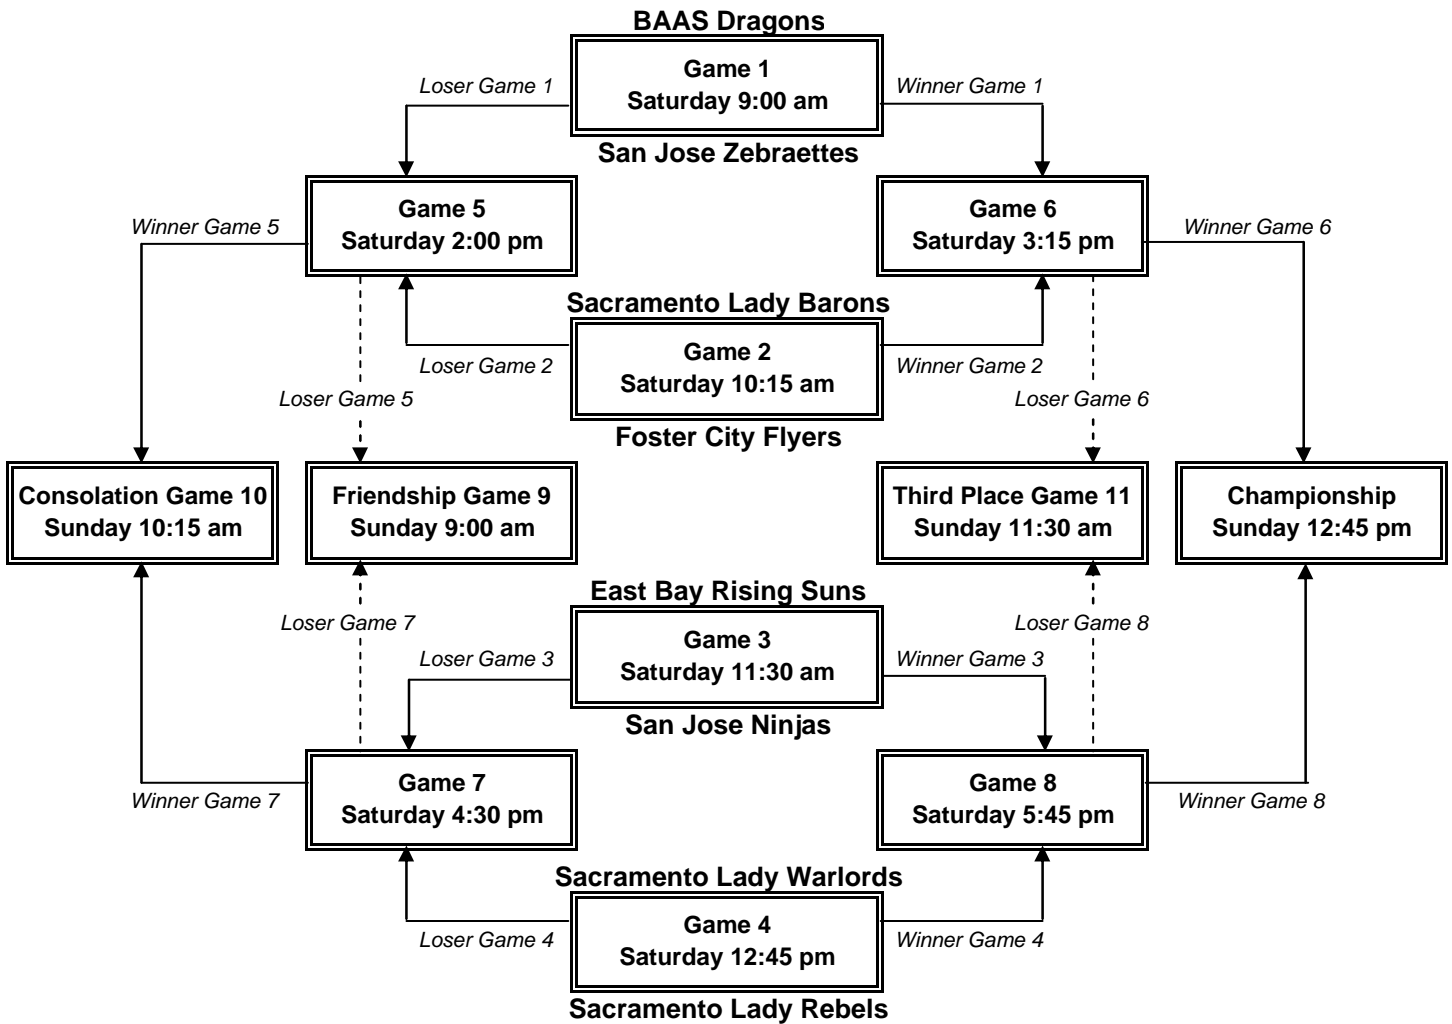 BAAS Dragons
Game 1
Saturday 9:00 am
Loser Game 1
Winner Game 1
San Jose Zebraettes
Game 5
Saturday 2:00 pm
Game 6
Saturday 3:15 pm
Winner Game 5
Winner Game 6
Sacramento Lady Barons
Game 2
Saturday 10:15 am
Loser Game 2
Winner Game 2
Loser Game 5
Loser Game 6
Foster City Flyers
Consolation Game 10
Sunday 10:15 am
Friendship Game 9
Sunday 9:00 am
Third Place Game 11
Sunday 11:30 am
Championship
Sunday 12:45 pm
East Bay Rising Suns
Loser Game 7
Loser Game 8
Game 3
Saturday 11:30 am
Loser Game 3
Winner Game 3
San Jose Ninjas
Game 7
Saturday 4:30 pm
Game 8
Saturday 5:45 pm
Winner Game 7
Winner Game 8
Sacramento Lady Warlords
Game 4
Saturday 12:45 pm
Loser Game 4
Winner Game 4
Sacramento Lady Rebels